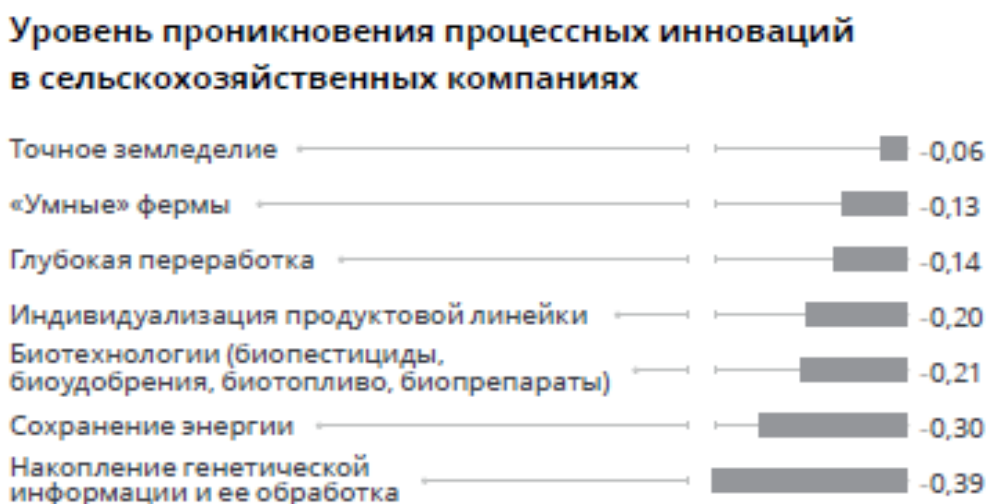 Уровень проникновения процессных инноваций
в сельскохозяйственных компаниях
Точное земледелие -0,06
«Умные» фермы -0,13
Глубокая переработка -0,14
Индивидуализация продуктовой линейки -0,20
Биотехнологии (биопестициды,
биоудобрения, биотопливо, биопрепараты) -0,21
Сохранение энергии -0,30
Накопление генетической
информации и ее обработка -0,39